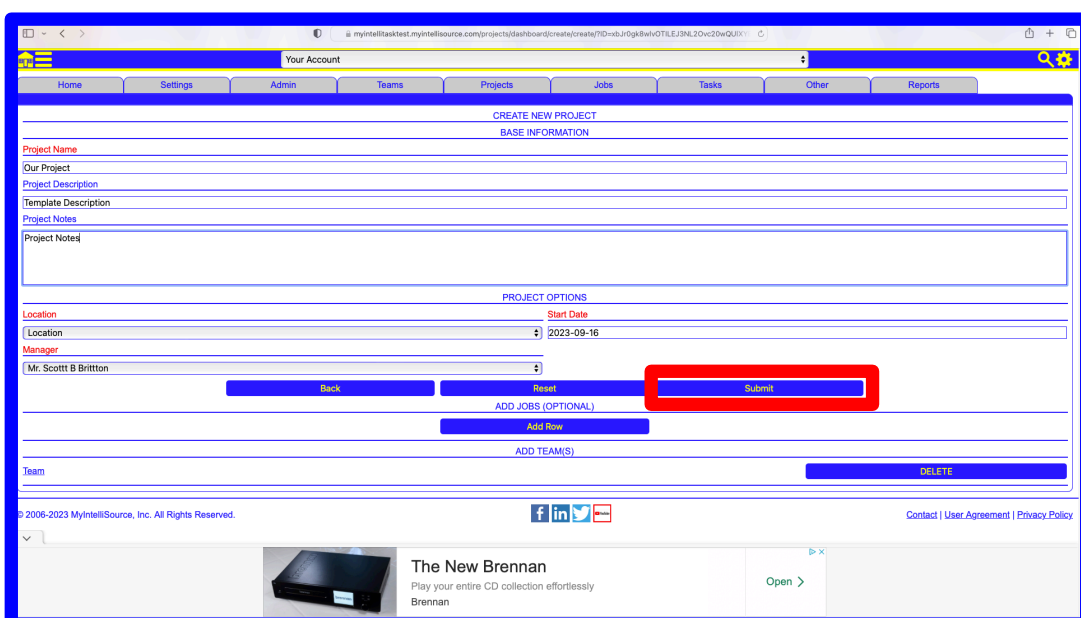 myintellitasktest.myintellisource.com/projects/dashboard/create/create/?ID=xbJr0gk8wlvOTILEJ3NL2Ovc20wQUIXY
Your Account
Home Settings Admin Teams Projects Jobs Tasks Other Reports
CREATE NEW PROJECT
BASE INFORMATION
Project Name
Our Project
Project Description
Template Description
Project Notes
Project Notes
PROJECT OPTIONS
Location Start Date
Location 2023-09-16
Manager
Mr. Scottt B Brittton
Back Reset Submit
ADD JOBS (OPTIONAL)
Add Row
ADD TEAM(S)
Team DELETE
© 2006-2023 MyIntelliSource, Inc. All Rights Reserved. f in Contact | User Agreement | Privacy Policy
The New Brennan
Play your entire CD collection effortlessly
Brennan
Open